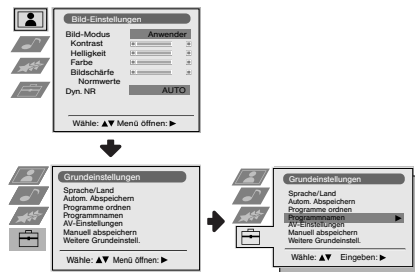 Bild-Einstellungen
Bild-Modus Anwender
Kontrast
Helligkeit
Farbe
Bildschärfe
Normwerte
Dyn. NR AUTO
Wähle: ▲▼ Menü öffnen: ▶
Grundeinstellungen
Sprache/Land
Autom. Abspeichern
Programme ordnen
Programmnamen
AV-Einstellungen
Manuell abspeichern
Weitere Grundeinstell.
Wähle: ▲▼ Menü öffnen: ▶
Grundeinstellungen
Sprache/Land
Autom. Abspeichern
Programme ordnen
Programmnamen ▶
AV-Einstellungen
Manuell abspeichern
Weitere Grundeinstell.
Wähle: ▲▼ Eingeben: ▶